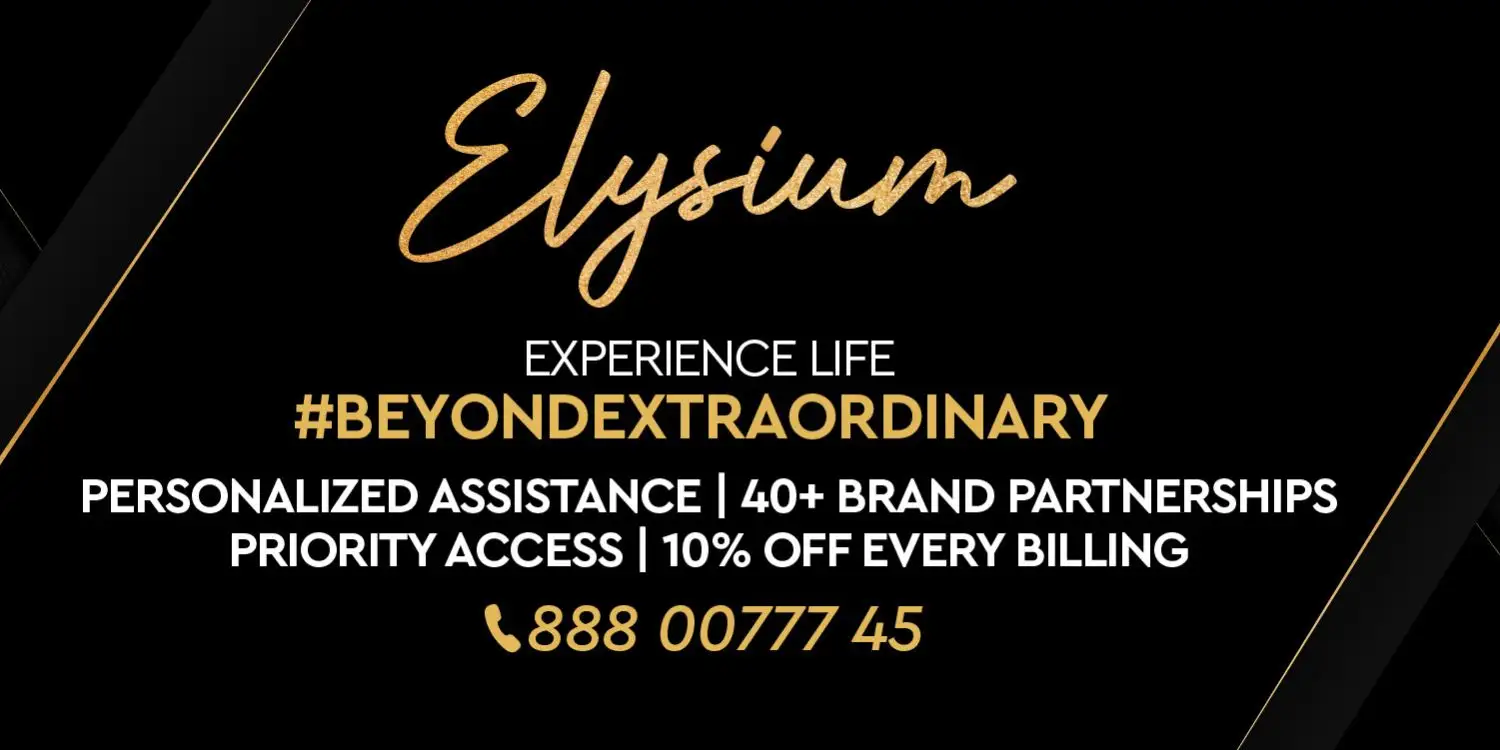 Elysium
EXPERIENCE LIFE
#BEYONDEXTRAORDINARY
PERSONALIZED ASSISTANCE | 40+ BRAND PARTNERSHIPS
PRIORITY ACCESS | 10% OFF EVERY BILLING
888 00777 45